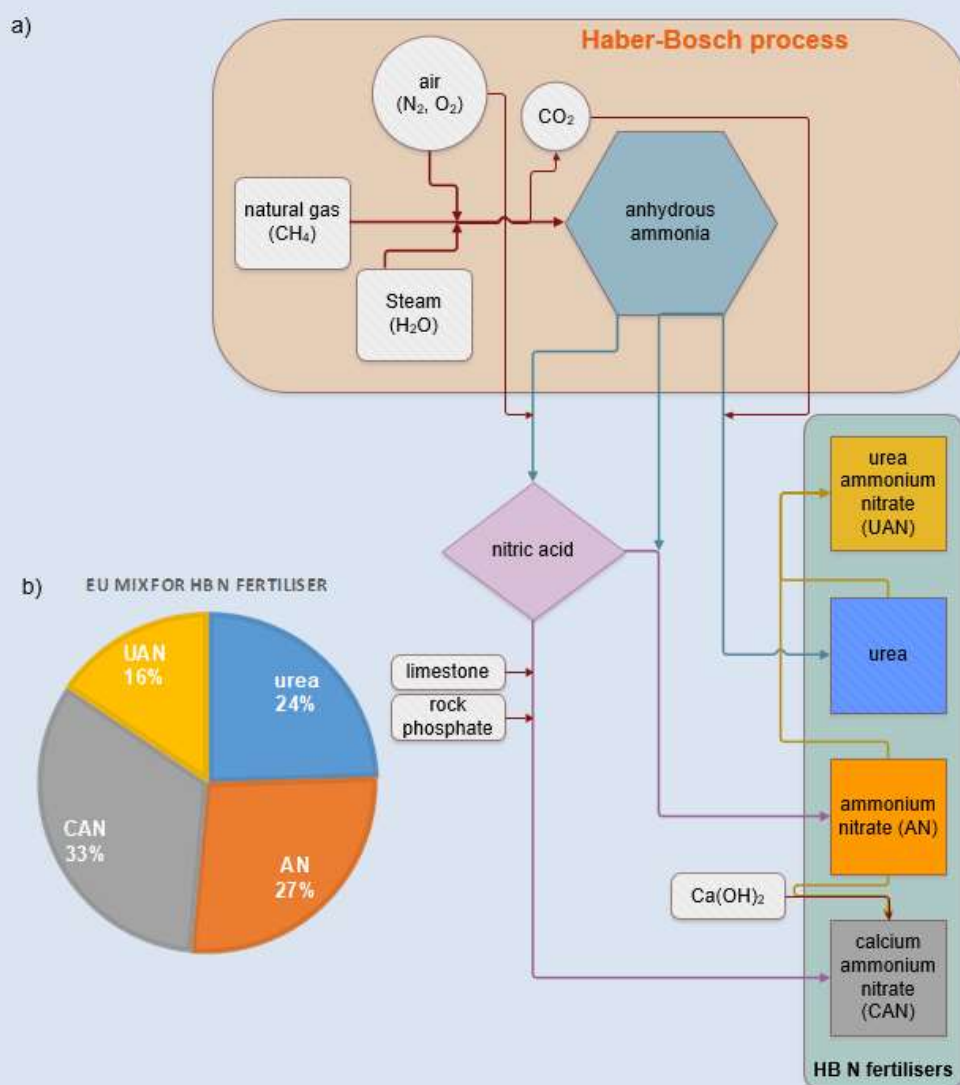 a)
Haber-Bosch process
air
(N₂, O₂)
CO₂
natural gas
(CH₄)
anhydrous
ammonia
Steam
(H₂O)
urea
ammonium
nitrate
(UAN)
nitric acid
b)
EU MIX FOR HB N FERTILISER
UAN
16%
urea
24%
CAN
33%
AN
27%
limestone
rock
phosphate
urea
ammonium
nitrate (AN)
Ca(OH)₂
calcium
ammonium
nitrate
(CAN)
HB N fertilisers